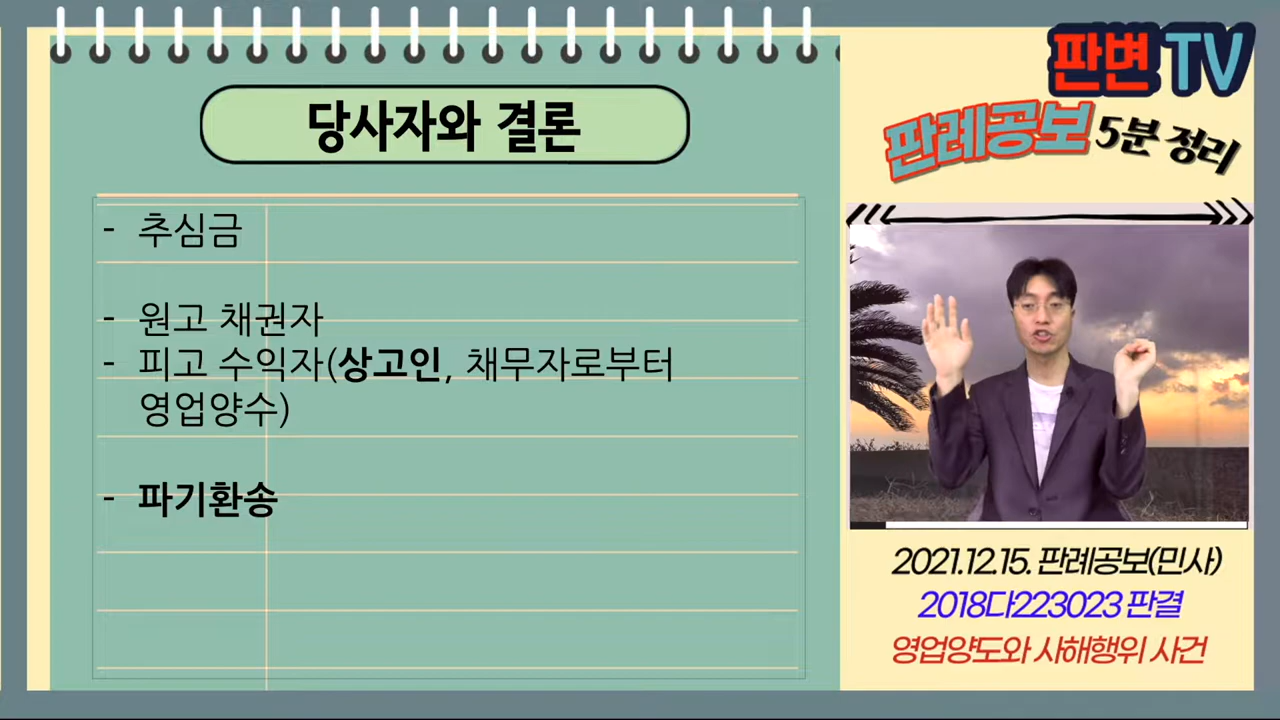 당사자와 결론
- 추심금
- 원고 채권자
- 피고 수익자(상고인, 채무자로부터
영업양수)
- 파기환송
판변 TV
판례공보 5분 정리
2021.12.15. 판례공보(민사)
2018다223023 판결
영업양도와 사해행위 사건